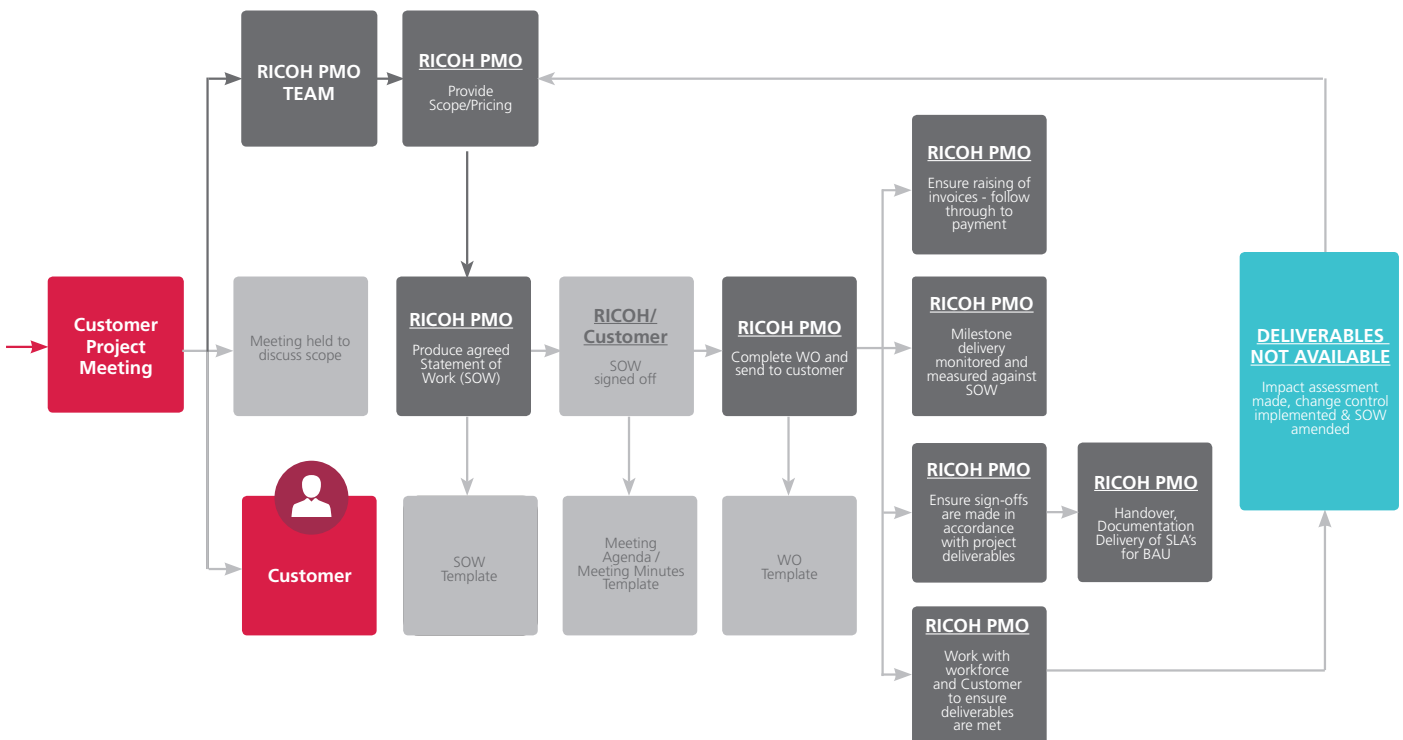 RICOH PMO
TEAM
RICOH PMO
Provide
Scope/Pricing
RICOH PMO
Ensure raising of
invoices - follow
through to
payment
Customer
Project
Meeting
Meeting held to
discuss scope
RICOH PMO
Produce agreed
Statement of
Work (SOW)
RICOH/
Customer
SOW
signed off
RICOH PMO
Complete WO and
send to customer
RICOH PMO
Milestone
delivery
monitored and
measured against
SOW
DELIVERABLES
NOT AVAILABLE
Impact assessment
made, change control
implemented & SOW
amended
Customer
SOW
Template
Meeting
Agenda /
Meeting Minutes
Template
WO
Template
RICOH PMO
Ensure sign-offs
are made in
accordance
with project
deliverables
RICOH PMO
Handover,
Documentation
Delivery of SLA's
for BAU
RICOH PMO
Work with
workforce
and Customer
to ensure
deliverables
are met